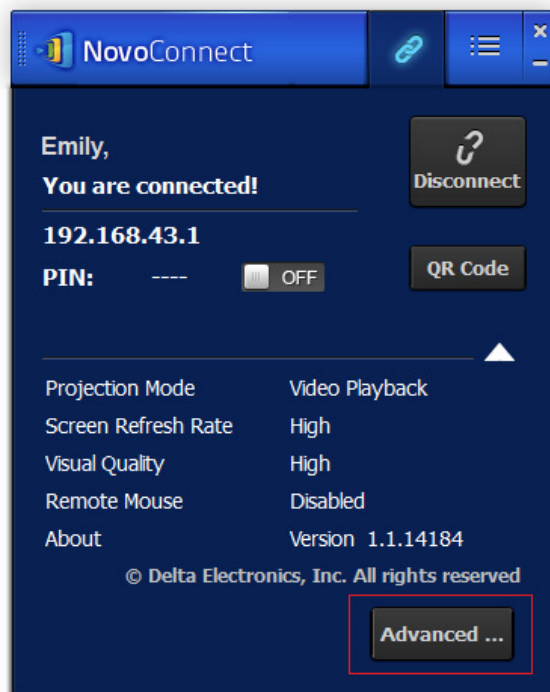 NovoConnect
Emily,
You are connected!
Disconnect
192.168.43.1
PIN: ---- OFF
QR Code
Projection Mode Video Playback
Screen Refresh Rate High
Visual Quality High
Remote Mouse Disabled
About Version 1.1.14184
© Delta Electronics, Inc. All rights reserved
Advanced ...